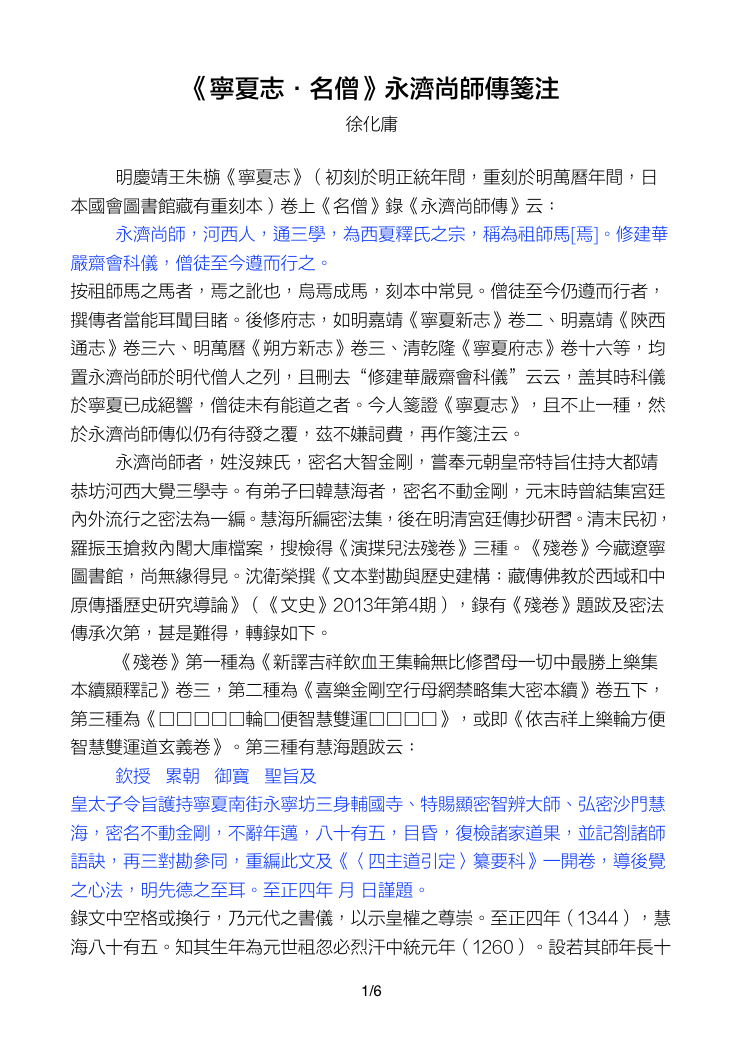 《寧夏志·名僧》永濟尚師傳箋注
徐化庸
明慶靖王朱㮵《寧夏志》（初刻於明正統年間，重刻於明萬曆年間，日
本國會圖書館藏有重刻本）卷上《名僧》錄《永濟尚師傳》云：
永濟尚師，河西人，通三學，為西夏釋氏之宗，稱為祖師馬[焉]。修建華
嚴齋會科儀，僧徒至今遵而行之。
按祖師馬之馬者，焉之訛也，烏焉成馬，刻本中常見。僧徒至今仍遵而行者，
撰傳者當能耳聞目睹。後修府志，如明嘉靖《寧夏新志》卷二、明嘉靖《陝西
通志》卷三六、明萬曆《朔方新志》卷三、清乾隆《寧夏府志》卷十六等，均
置永濟尚師於明代僧人之列，且刪去“修建華嚴齋會科儀”云云，盖其時科儀
於寧夏已成絕響，僧徒未有能道之者。今人箋證《寧夏志》，且不止一種，然
於永濟尚師傳似仍有待發之覆，茲不嫌詞費，再作箋注云。
永濟尚師者，姓沒辣氏，密名大智金剛，嘗奉元朝皇帝特旨住持大都靖
恭坊河西大覺三學寺。有弟子曰韓慧海者，密名不動金剛，元末時曾結集宮廷
內外流行之密法為一編。慧海所編密法集，後在明清宮廷傳抄研習。清末民初，
羅振玉搶救內閣大庫檔案，搜檢得《演揲兒法殘卷》三種。《殘卷》今藏遼寧
圖書館，尚無緣得見。沈衛榮撰《文本對勘與歷史建構：藏傳佛教於西域和中
原傳播歷史研究導論》（《文史》2013年第4期），錄有《殘卷》題跋及密法
傳承次第，甚是難得，轉錄如下。
《殘卷》第一種為《新譯吉祥飲血王集輪無比修習母一切中最勝上樂集
本續顯釋記》卷三，第二種為《喜樂金剛空行母網禁略集大密本續》卷五下，
第三種為《□□□□□輪□便智慧雙運□□□□》，或即《依吉祥上樂輪方便
智慧雙運道玄義卷》。第三種有慧海題跋云：
欽授 累朝 御寶 聖旨及
皇太子令旨護持寧夏南街永寧坊三身輔國寺、特賜顯密智辨大師、弘密沙門慧
海，密名不動金剛，不辭年邁，八十有五，目昏，復檢諸家道果，並記劄諸師
語訣，再三對勘參同，重編此文及《〈四主道引定〉纂要科》一開卷，導後覺
之心法，明先德之至耳。至正四年 月 日謹題。
錄文中空格或換行，乃元代之書儀，以示皇權之尊崇。至正四年（1344），慧
海八十有五。知其生年為元世祖忽必烈汗中統元年（1260）。設若其師年長十
1/6